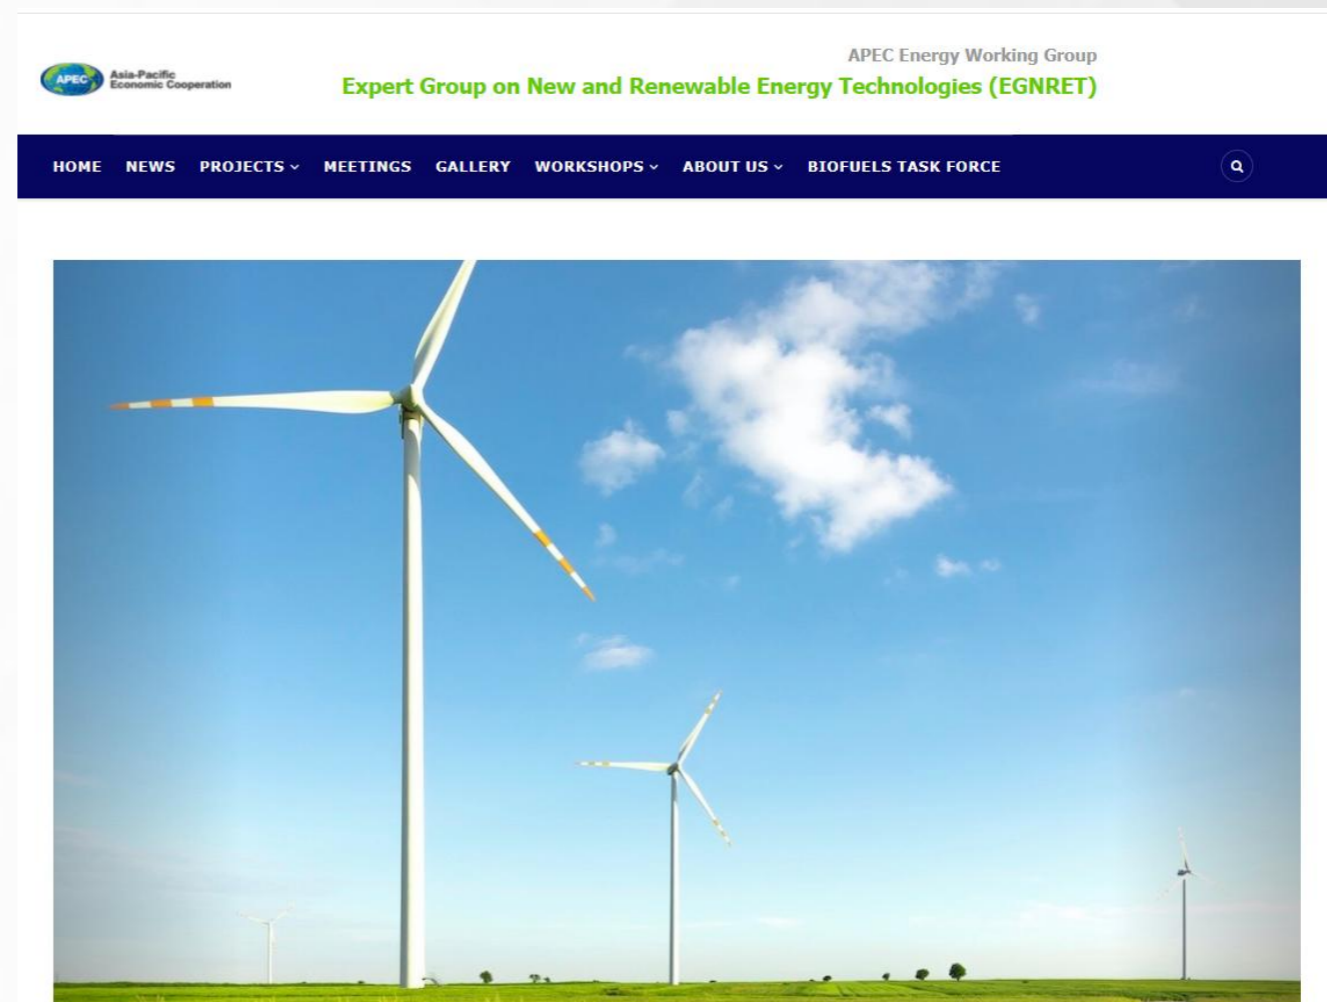 APEC Energy Working Group
APEC
Asia-Pacific
Economic Cooperation
Expert Group on New and Renewable Energy Technologies (EGNRET)
HOME NEWS PROJECTS MEETINGS GALLERY WORKSHOPS ABOUT US BIOFUELS TASK FORCE